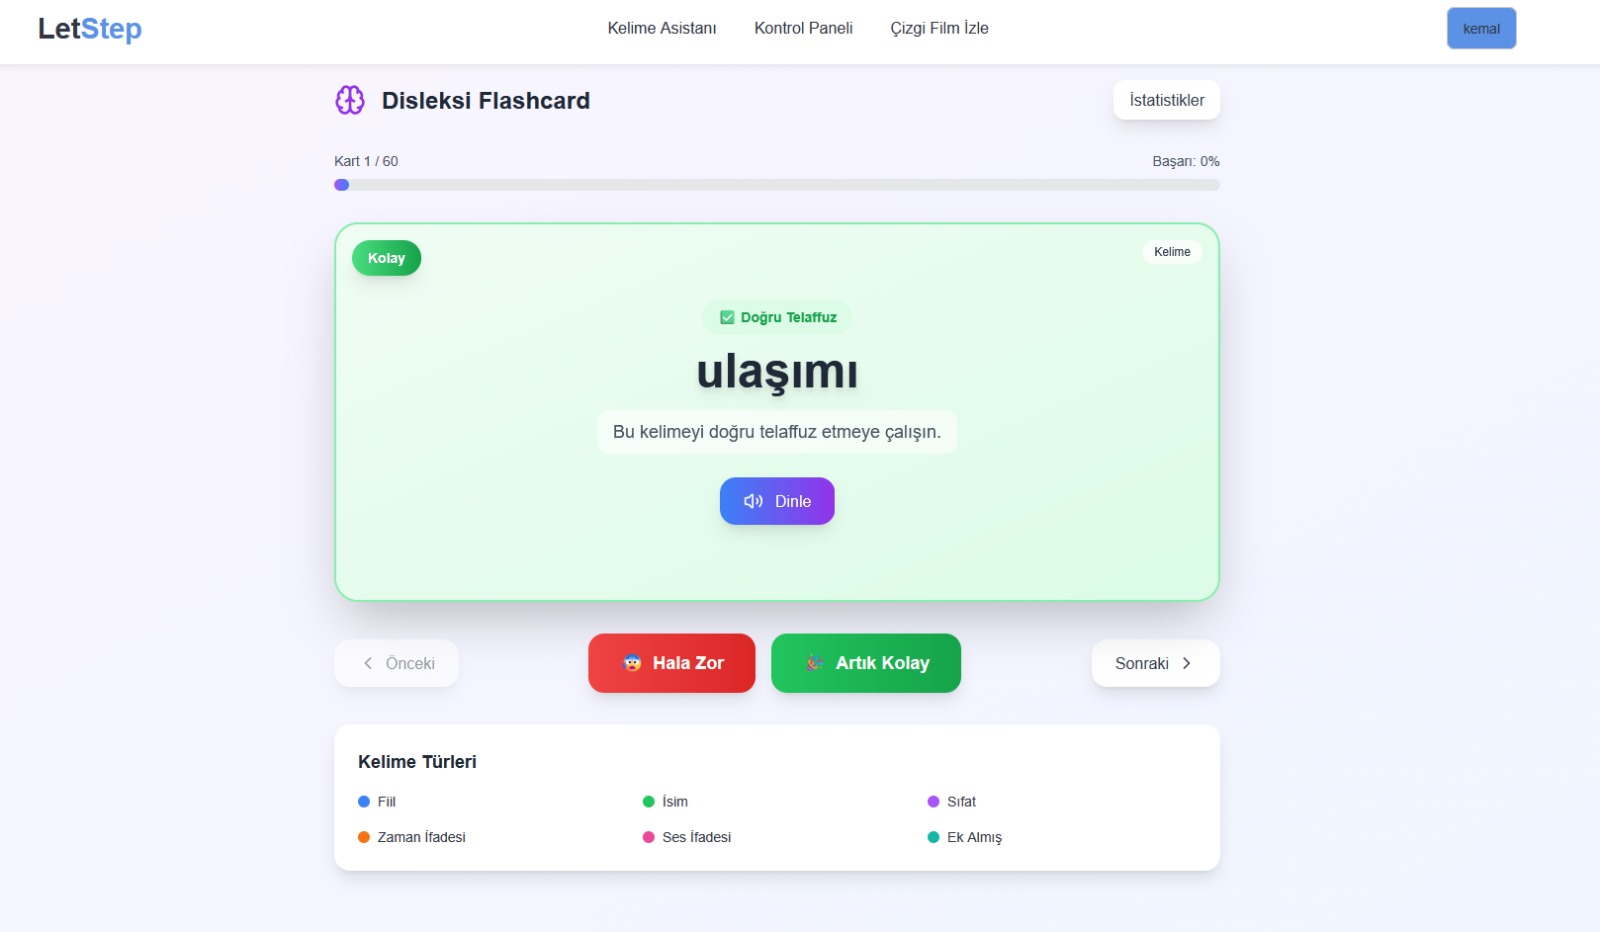 LetStep
Kelime Asistanı
Kontrol Paneli
Çizgi Film İzle
kemal
Disleksi Flashcard
İstatistikler
Kart 1 / 60
Başarı: 0%
Kolay
Kelime
Doğru Telaffuz
ulaşımı
Bu kelimeyi doğru telaffuz etmeye çalışın.
Dinle
Önceki
Hala Zor
Artık Kolay
Sonraki
Kelime Türleri
Fiil
İsim
Sıfat
Zaman İfadesi
Ses İfadesi
Ek Almış